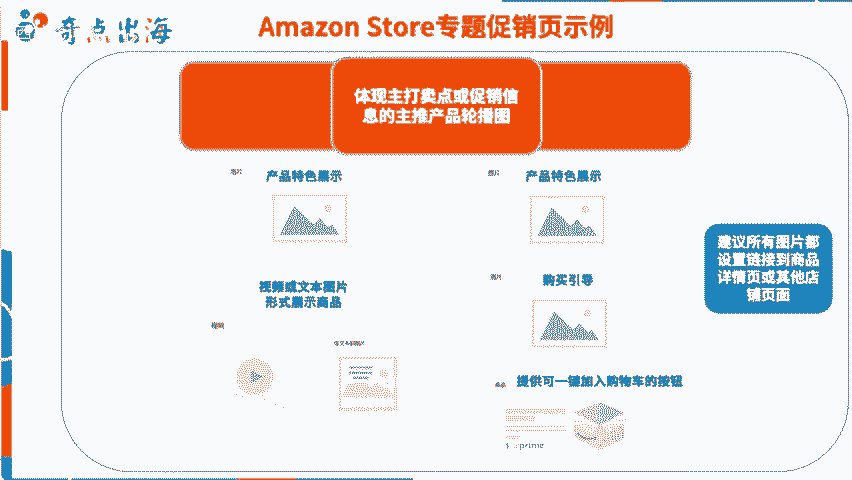 奇点出海
Amazon Store专题促销页示例
体现主打卖点或促销信
息的主推产品轮播图
图片
产品特色展示
图片
产品特色展示
建议所有图片都
设置链接到商品
详情页或其他店
铺页面
视频或文本图片
形式展示商品
图片
购买引导
视频
提供可一键加入购物车的按钮
prime